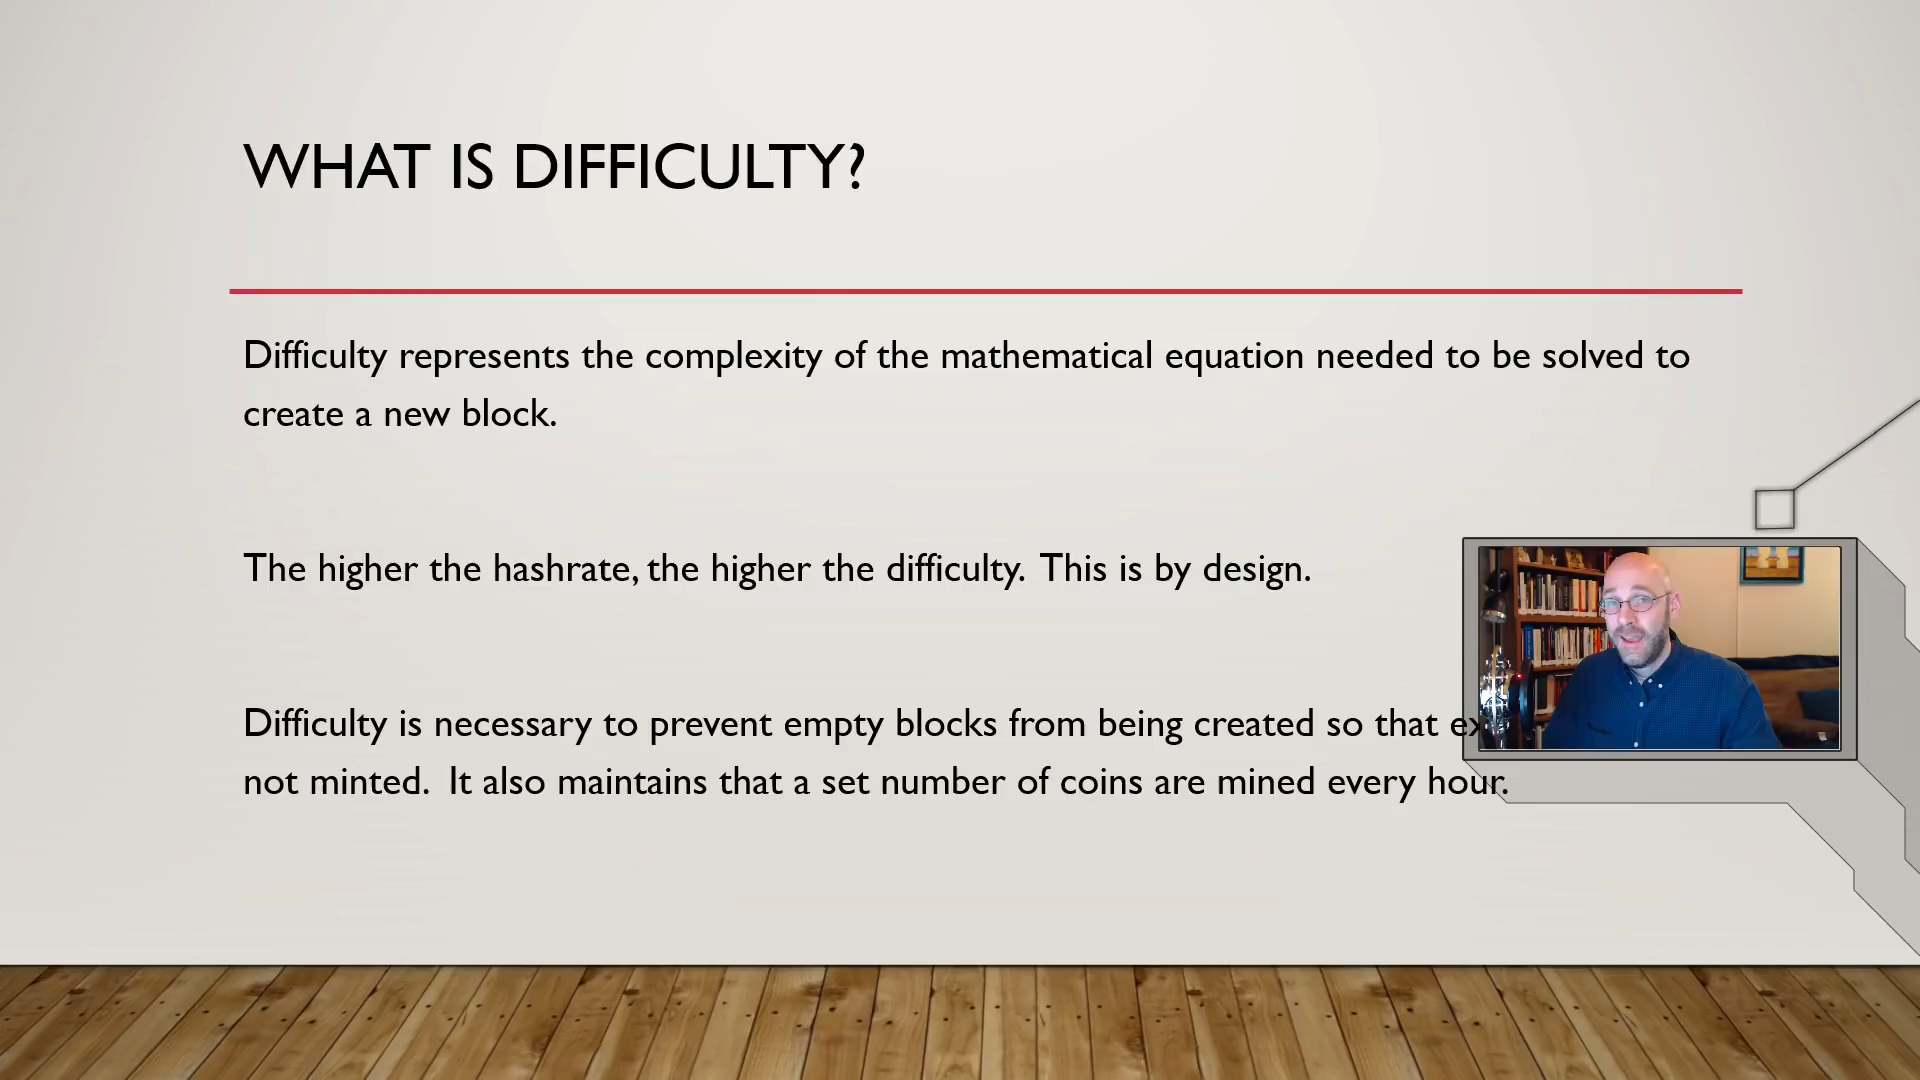 WHAT IS DIFFICULTY?
Difficulty represents the complexity of the mathematical equation needed to be solved to
create a new block.
The higher the hashrate, the higher the difficulty. This is by design.
Difficulty is necessary to prevent empty blocks from being created so that
not minted. It also maintains that a set number of coins are mined every hour.